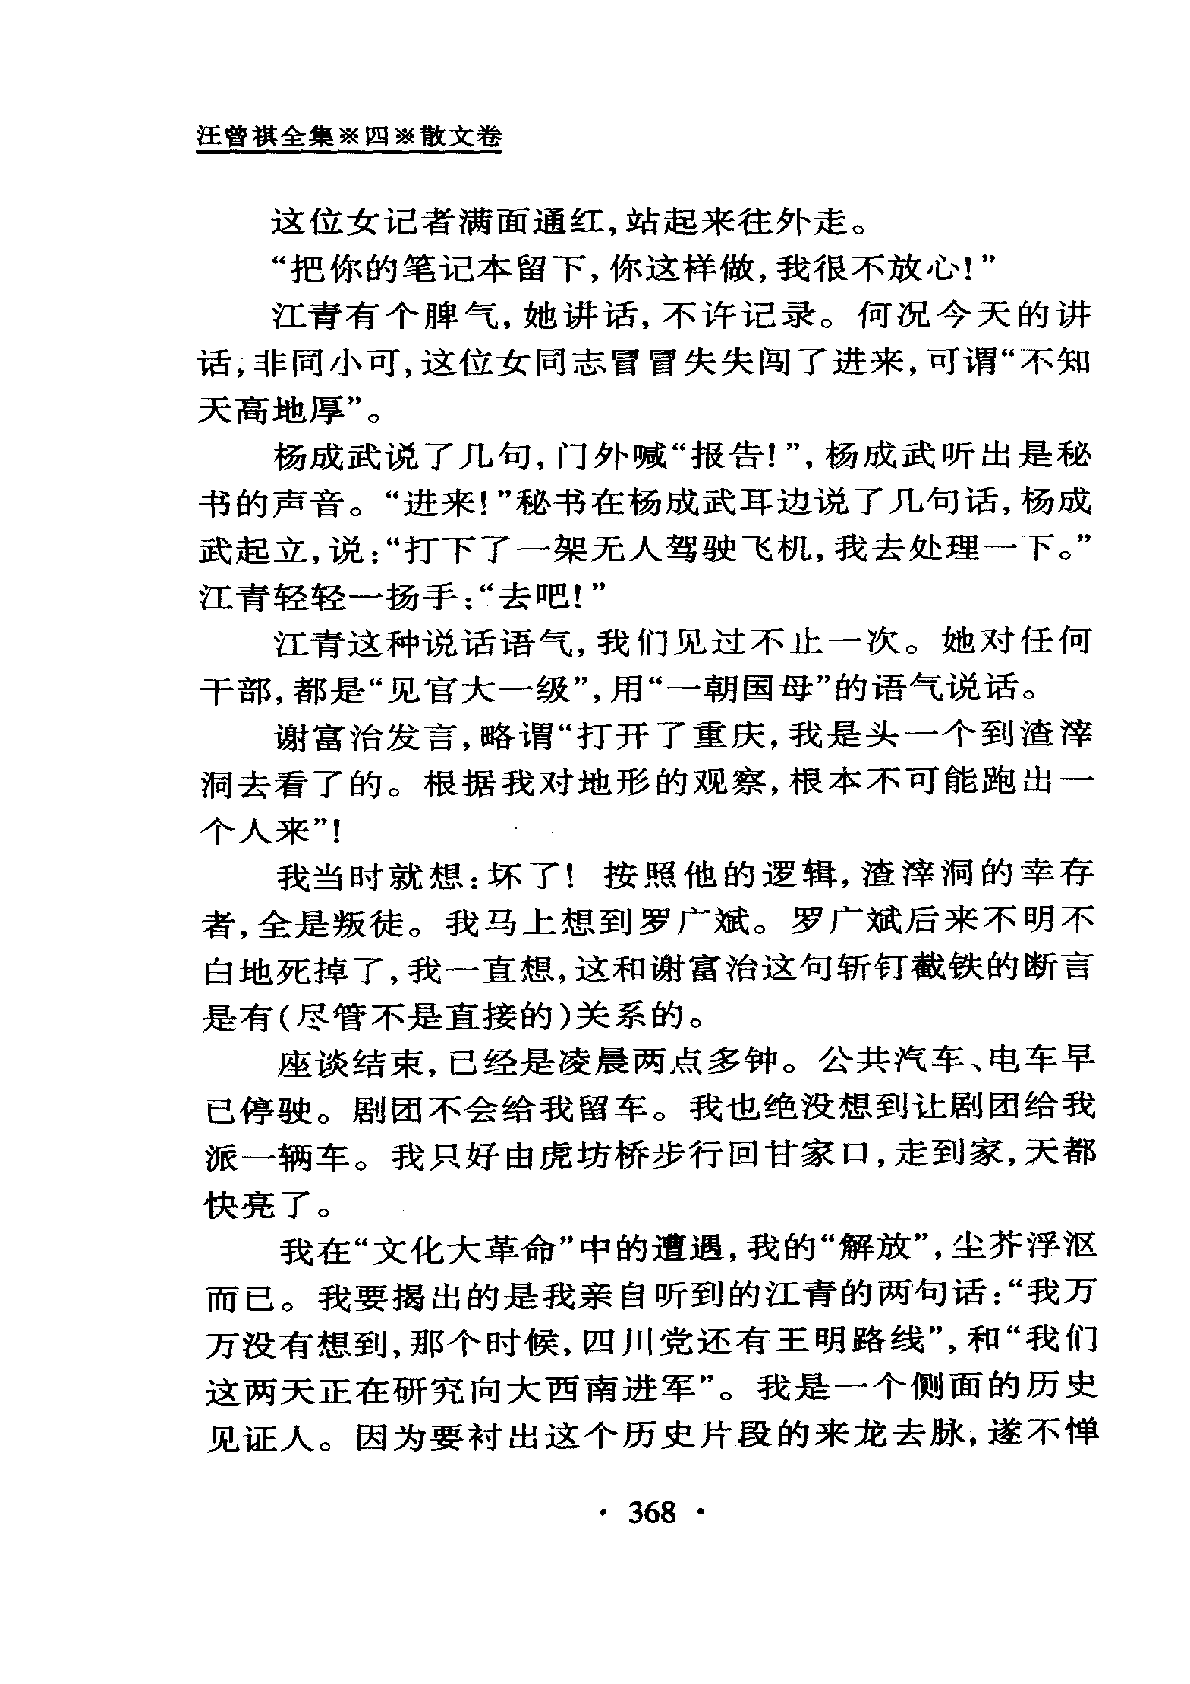 汪曾祺全集※四※散文卷
这位女记者满面通红,站起来往外走。
“把你的笔记本留下,你这样做,我很不放心!”
江青有个脾气,她讲话,不许记录。何况今天的讲
话,非同小可,这位女同志冒冒失失闯了进来,可谓“不知
天高地厚”。
杨成武说了几句,门外喊“报告!”,杨成武听出是秘
书的声音。“进来!”秘书在杨成武耳边说了几句话,杨成
武起立,说:“打下了一架无人驾驶飞机,我去处理一下。”
江青轻轻一扬手:“去吧!”
江青这种说话语气,我们见过不止一次。她对任何
干部,都是“见官大一级”,用“一朝国母”的语气说话。
谢富治发言,略谓“打开了重庆,我是头一个到渣滓
洞去看了的。根据我对地形的观察,根本不可能跑出一
个人来”!
我当时就想:坏了! 按照他的逻辑,渣滓洞的幸存
者,全是叛徒。我马上想到罗广斌。罗广斌后来不明不
白地死掉了,我一直想,这和谢富治这句斩钉截铁的断言
是有(尽管不是直接的)关系的。
座谈结束,已经是凌晨两点多钟。公共汽车、电车早
已停驶。剧团不会给我留车。我也绝没想到让剧团给我
派一辆车。我只好由虎坊桥步行回甘家口,走到家,天都
快亮了。
我在“文化大革命”中的遭遇,我的“解放”,尘芥浮沤
而已。我要揭出的是我亲自听到的江青的两句话:“我万
万没有想到,那个时候,四川党还有王明路线”,和“我们
这两天正在研究向大西南进军”。我是一个侧面的历史
见证人。因为要衬出这个历史片段的来龙去脉,遂不惮
· 368 ·